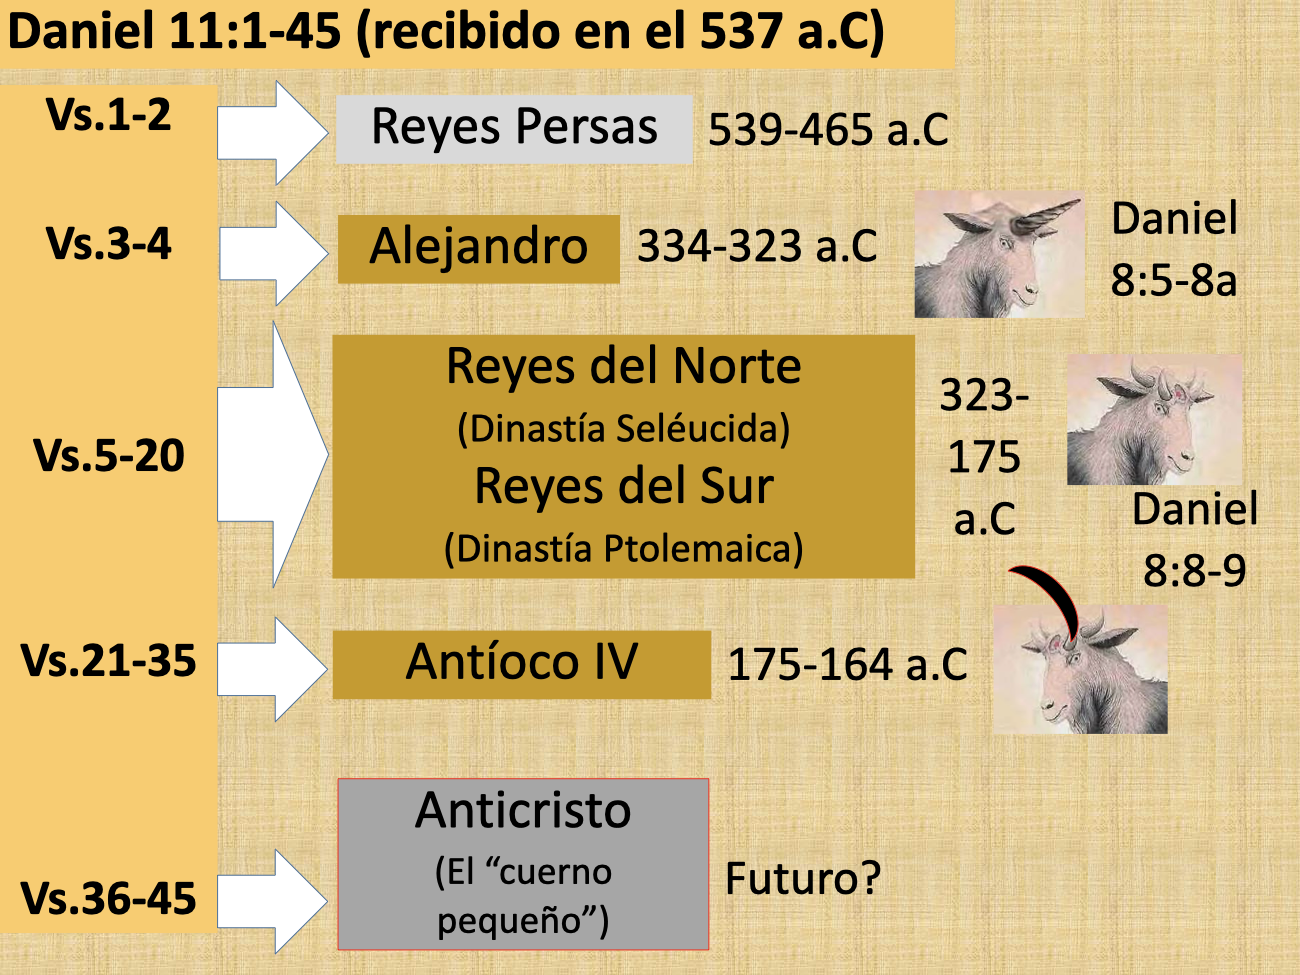 Daniel 11:1-45 (recibido en el 537 a.C)
Vs.1-2
Reyes Persas
539-465 a.C
Vs.3-4
Alejandro
334-323 a.C
Daniel
8:5-8a
Vs.5-20
Reyes del Norte
(Dinastía Seléucida)
Reyes del Sur
(Dinastía Ptolemaica)
323-
175
a.C
Daniel
8:8-9
Vs.21-35
Antíoco IV
175-164 a.C
Vs.36-45
Anticristo
(El “cuerno
pequeño”)
Futuro?